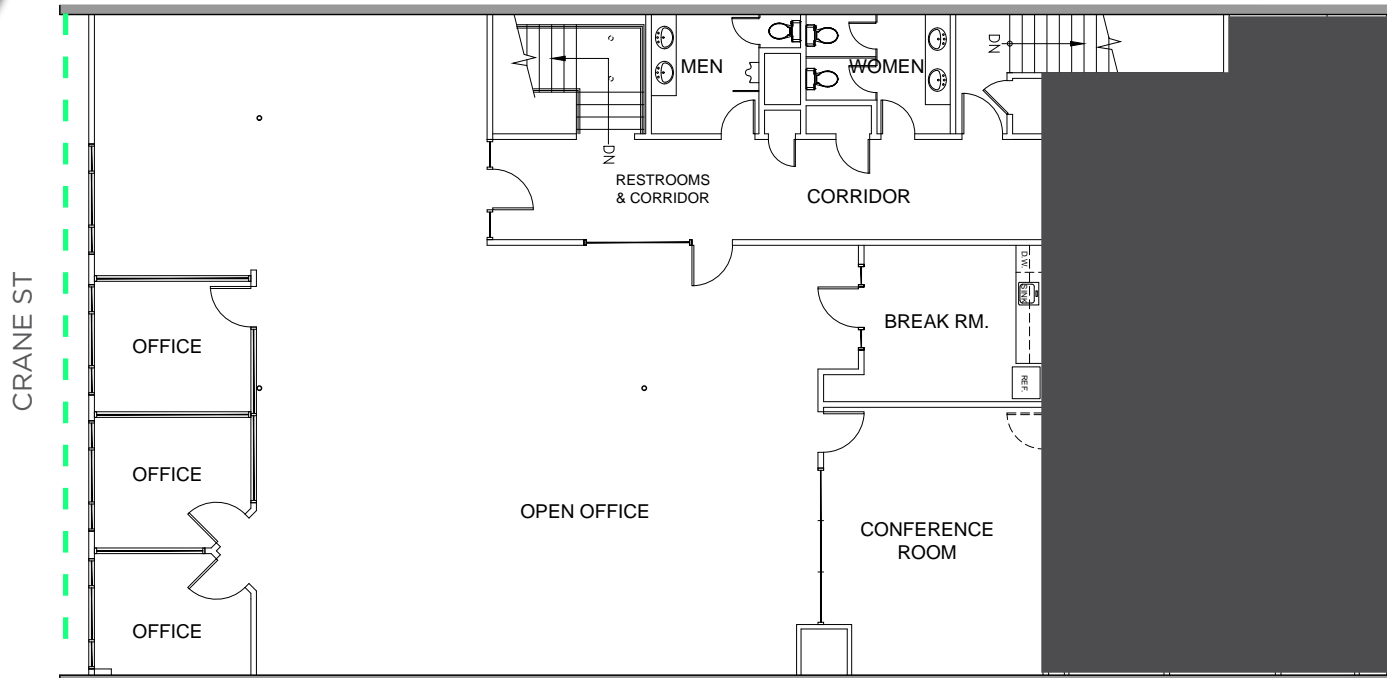 MEN
WOMEN
DN
DN
RESTROOMS
& CORRIDOR
CORRIDOR
D.W.
SINK
CRANE ST
OFFICE
BREAK RM.
REF.
OFFICE
OPEN OFFICE
CONFERENCE
ROOM
OFFICE